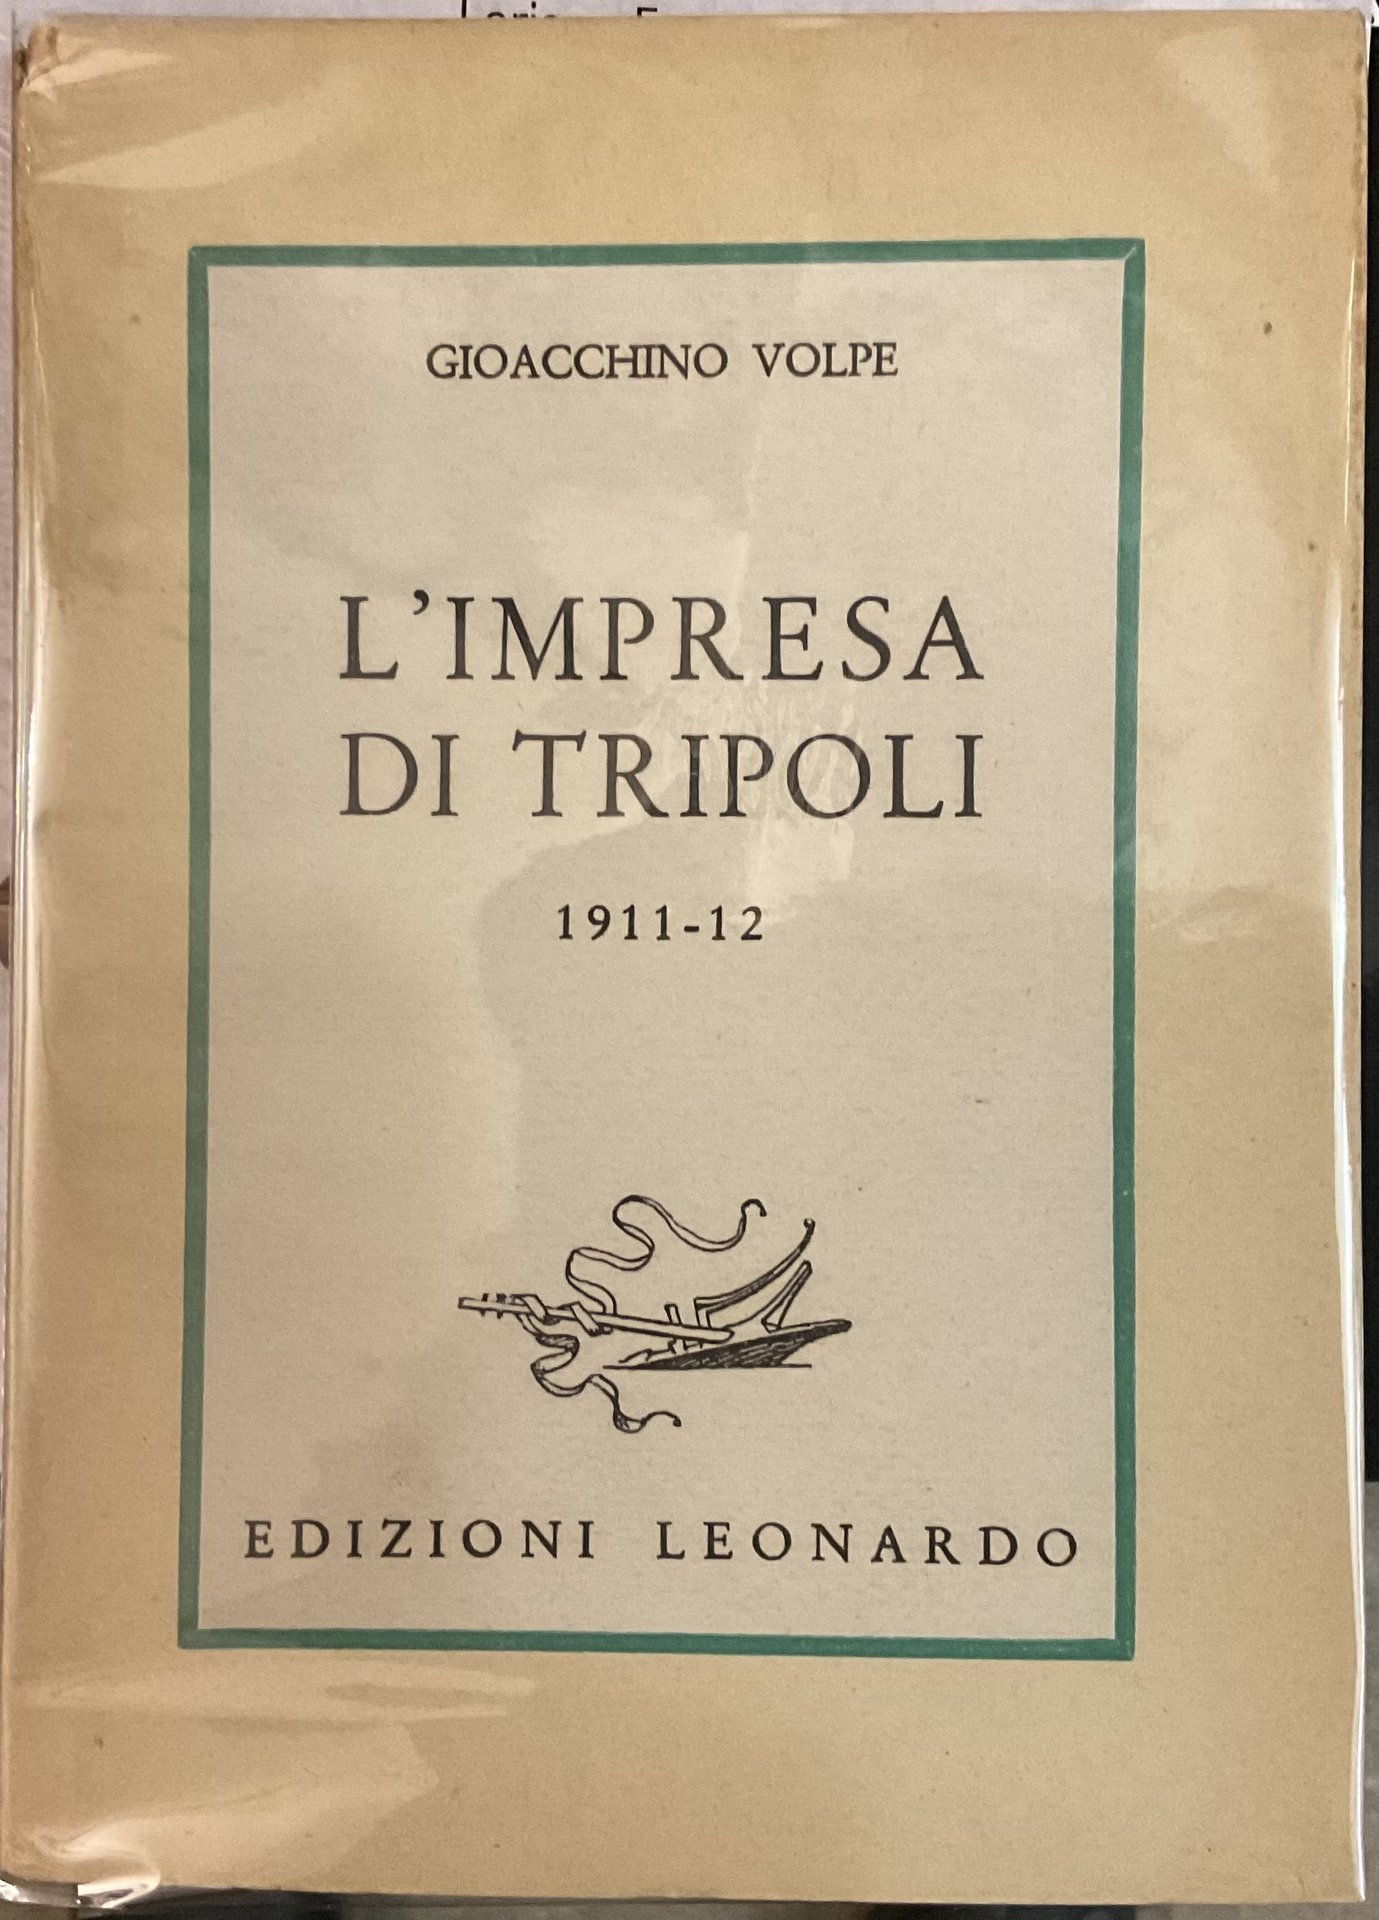 GIOACCHINO VOLPE
L'IMPRESA
DI TRIPOLI
1911-12
EDIZIONI LEONARDO